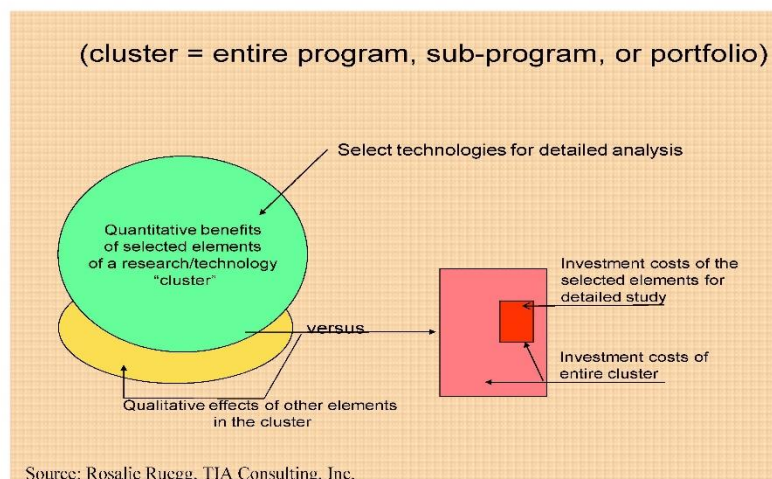 (cluster = entire program, sub-program, or portfolio)
Select technologies for detailed analysis
Quantitative benefits
of selected elements
of a research/technology
“cluster”
Investment costs of the
selected elements for
detailed study
versus
Investment costs of
entire cluster
Qualitative effects of other elements
in the cluster
Source: Rosalie Ruegg, TIA Consulting, Inc.